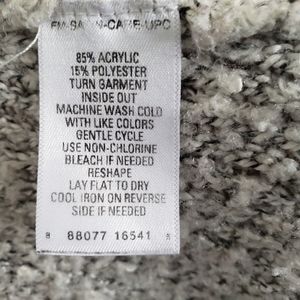 85% ACRYLIC
15% POLYESTER
TURN GARMENT
INSIDE OUT
MACHINE WASH COLD
WITH LIKE COLORS
GENTLE CYCLE
USE NON-CHLORINE
BLEACH IF NEEDED
RESHAPE
LAY FLAT TO DRY
COOL IRON ON REVERSE
SIDE IF NEEDED
8 88077 16541